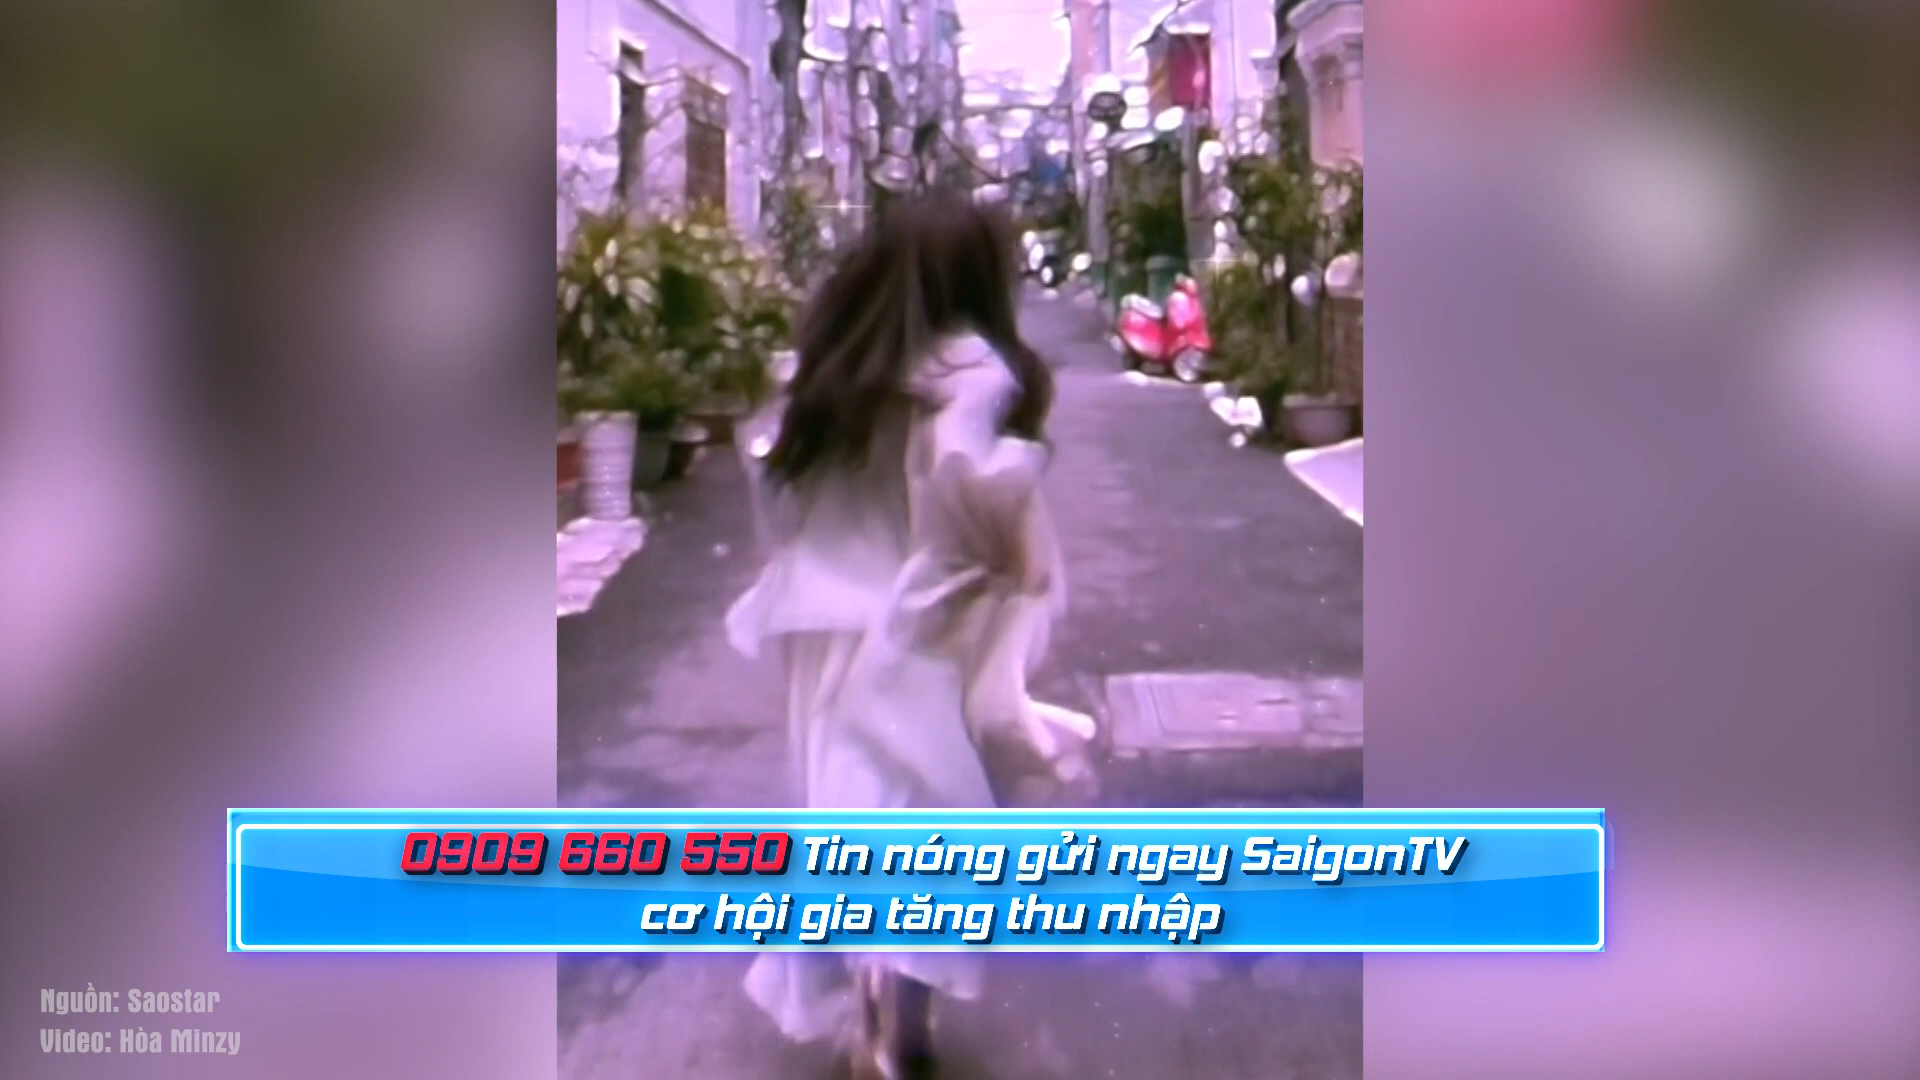 0909 660 550 Tin nóng gửi ngay SaigonTV
cơ hội gia tăng thu nhập
Nguồn: Saostar
Video: Hòa Minzy